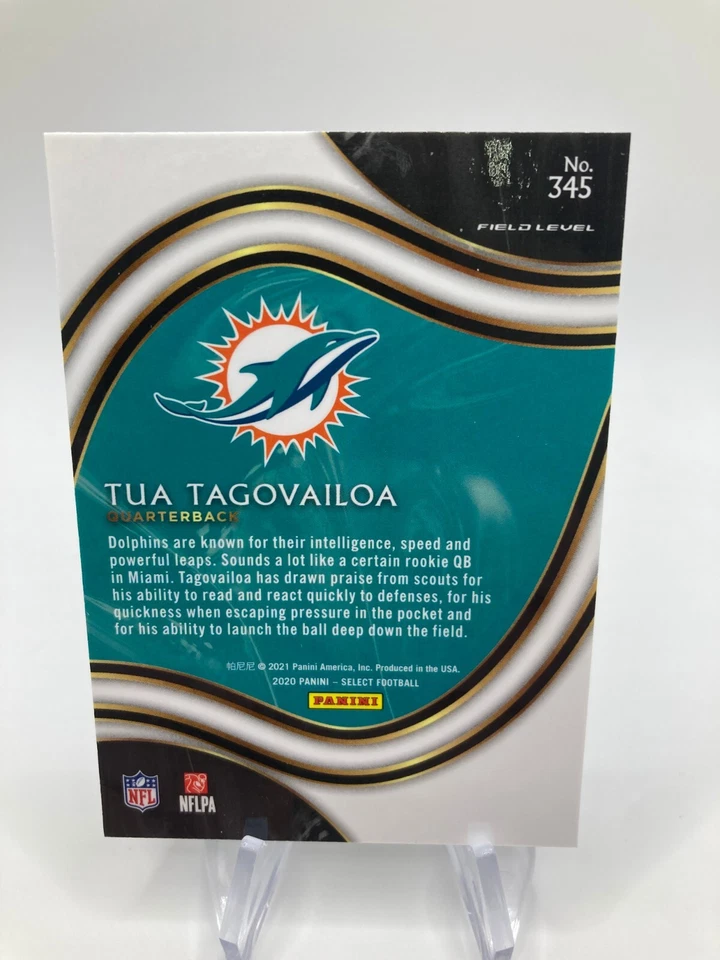 No.
345
FIELD LEVEL
TUA TAGOVAILOA
QUARTERBACK
Dolphins are known for their intelligence, speed and
powerful leaps. Sounds a lot like a certain rookie QB
in Miami. Tagovailoa has drawn praise from scouts for
his ability to read and react quickly to defenses, for his
quickness when escaping pressure in the pocket and
for his ability to launch the ball deep down the field.
帕尼尼 © 2021 Panini America, Inc. Produced in the USA.
2020 PANINI – SELECT FOOTBALL
PANINI
NFL
NFLPA